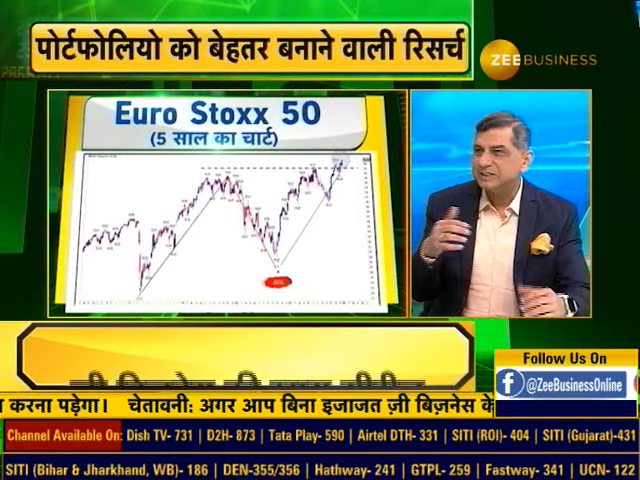 पोर्टफोलियो को बेहतर बनाने वाली रिसर्च
ZEE BUSINESS
Euro Stoxx 50
(5 साल का चार्ट)
Follow Us On
@ZeeBusinessOnline
करना पड़ेगा। चेतावनी: अगर आप बिना इजाजत ज़ी बिज़नेस के
Channel Available On: Dish TV- 731 | D2H- 873 | Tata Play- 590 | Airtel DTH- 331 | SITI (ROI)- 404 | SITI (Gujarat)-431
SITI (Bihar & Jharkhand, WB)- 186 | DEN-355/356 | Hathway- 241 | GTPL- 259 | Fastway- 341 | UCN- 122